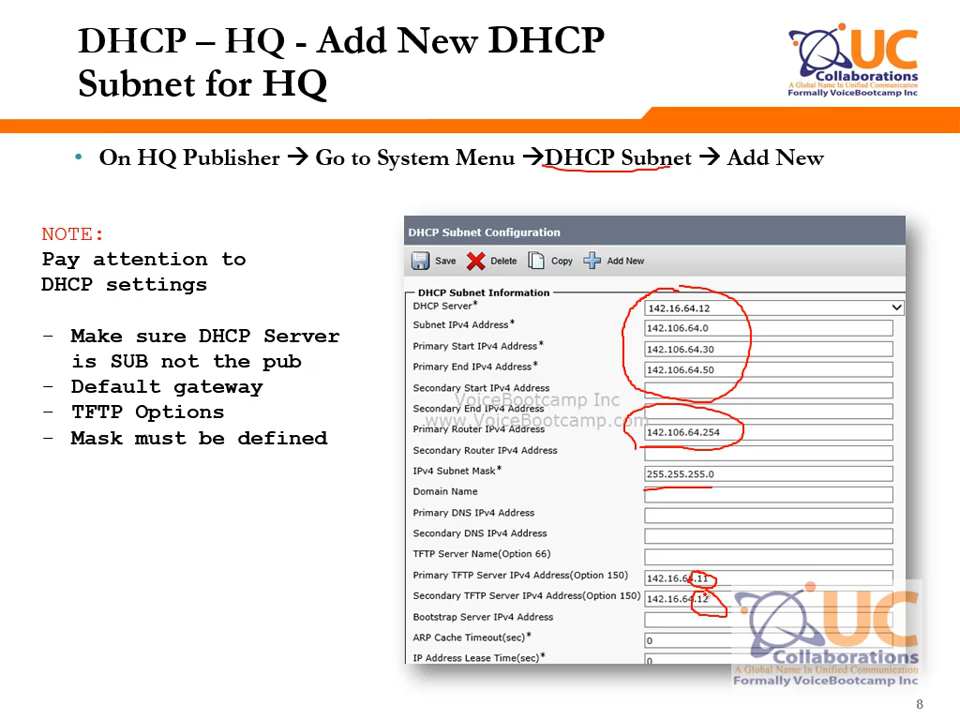 DHCP – HQ - Add New DHCP
Subnet for HQ
UC
Collaborations
A Global Name In Unified Communication
Formally VoiceBootcamp Inc
• On HQ Publisher → Go to System Menu →DHCP Subnet → Add New
NOTE:
Pay attention to
DHCP settings
- Make sure DHCP Server
is SUB not the pub
- Default gateway
- TFTP Options
- Mask must be defined
DHCP Subnet Configuration
Save Delete Copy Add New
DHCP Subnet Information
DHCP Server* 142.16.64.12
Subnet IPv4 Address* 142.106.64.0
Primary Start IPv4 Address* 142.106.64.30
Primary End IPv4 Address* 142.106.64.50
Secondary Start IPv4 Address
VoiceBootcamp Inc
Secondary End IPv4 Address
www.VoiceBootcamp.com
Primary Router IPv4 Address 142.106.64.254
Secondary Router IPv4 Address
IPv4 Subnet Mask* 255.255.255.0
Domain Name
Primary DNS IPv4 Address
Secondary DNS IPv4 Address
TFTP Server Name(Option 66)
Primary TFTP Server IPv4 Address(Option 150) 142.16.64.11
Secondary TFTP Server IPv4 Address(Option 150) 142.16.64.12
Bootstrap Server IPv4 Address
ARP Cache Timeout(sec)* 0
IP Address Lease Time(sec)* 0
UC
Collaborations
A Global Name In Unified Communication
Formally VoiceBootcamp Inc
8